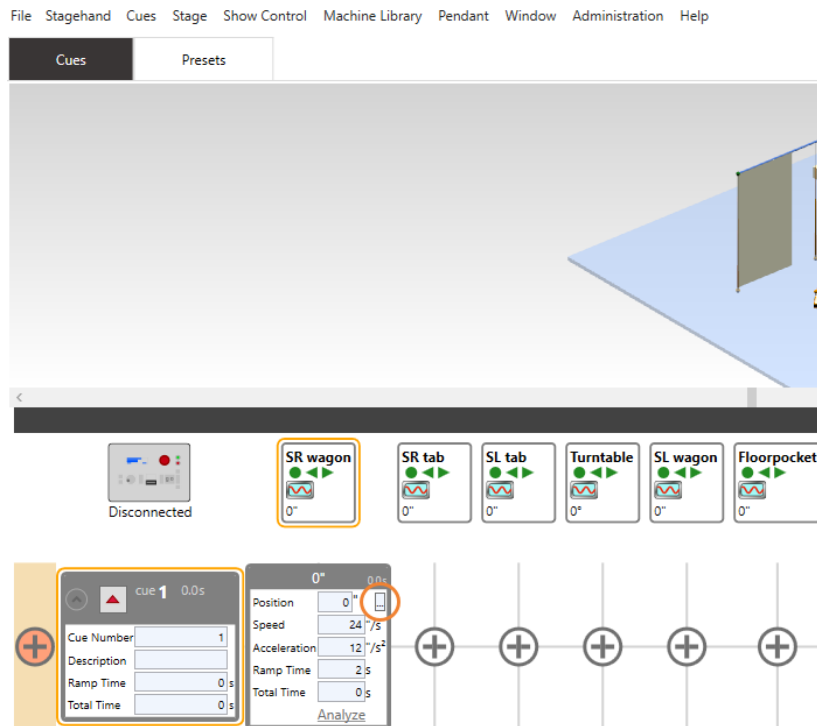 File Stagehand Cues Stage Show Control Machine Library Pendant Window Administration Help
Cues Presets
SR wagon SR tab SL tab Turntable SL wagon Floorpocket
0" 0" 0" 0° 0" 0"
Disconnected
cue 1 0.0s
0" 0.0s
Position 0 " ...
Cue Number 1
Speed 24 "/s
Description
Acceleration 12 "/s²
Ramp Time 0 s
Ramp Time 2 s
Total Time 0 s
Total Time 0 s
Analyze